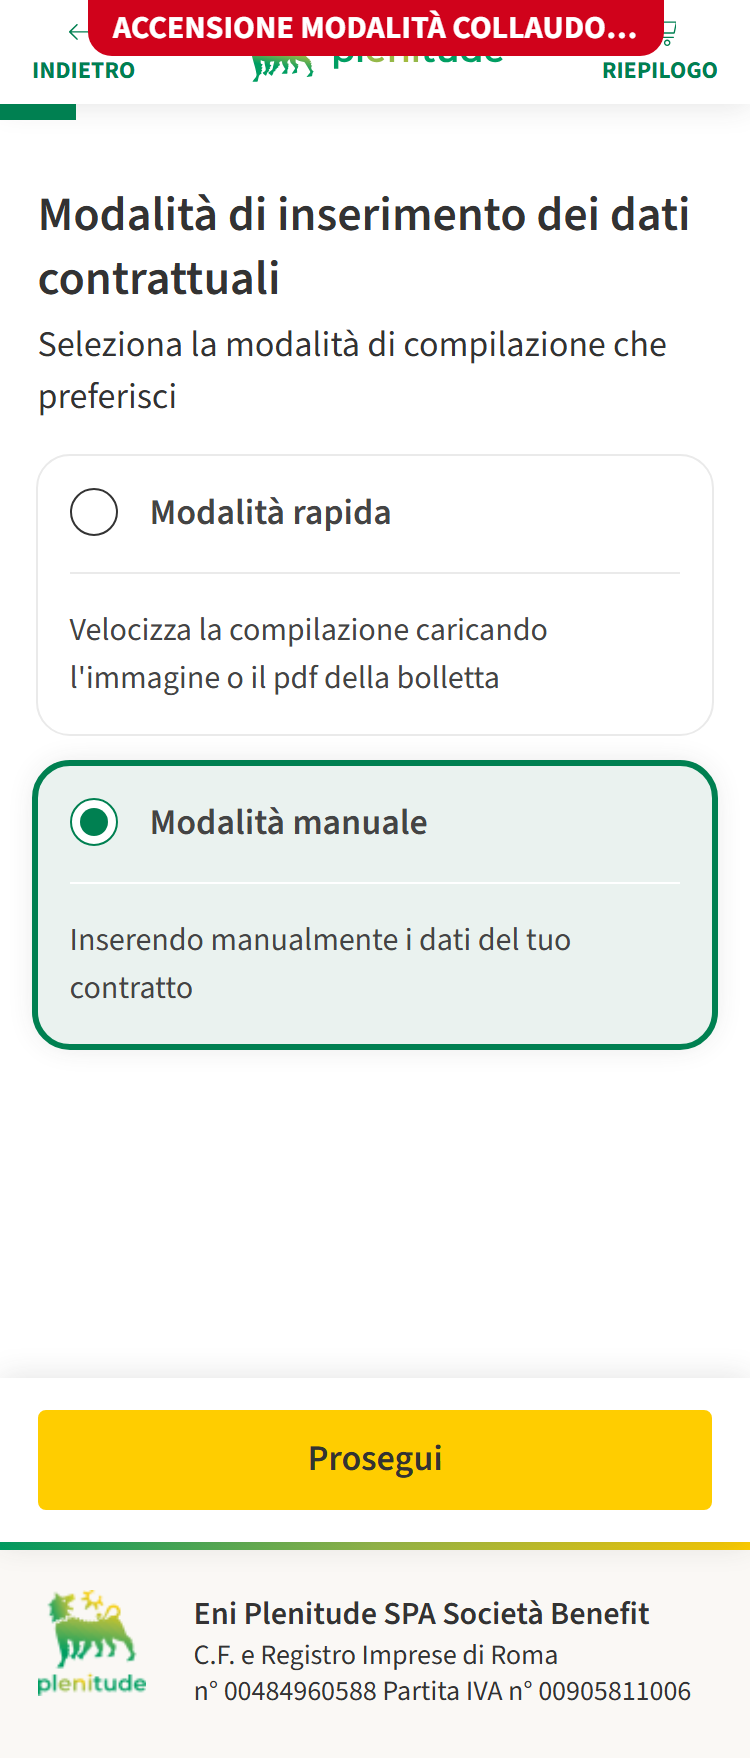 ACCENSIONE MODALITÀ COLLAUDO...
INDIETRO
plenitude
RIEPILOGO
Modalità di inserimento dei dati
contrattuali
Seleziona la modalità di compilazione che
preferisci
Modalità rapida
Velocizza la compilazione caricando
l'immagine o il pdf della bolletta
Modalità manuale
Inserendo manualmente i dati del tuo
contratto
Prosegui
plenitude
Eni Plenitude SPA Società Benefit
C.F. e Registro Imprese di Roma
n° 00484960588 Partita IVA n° 00905811006